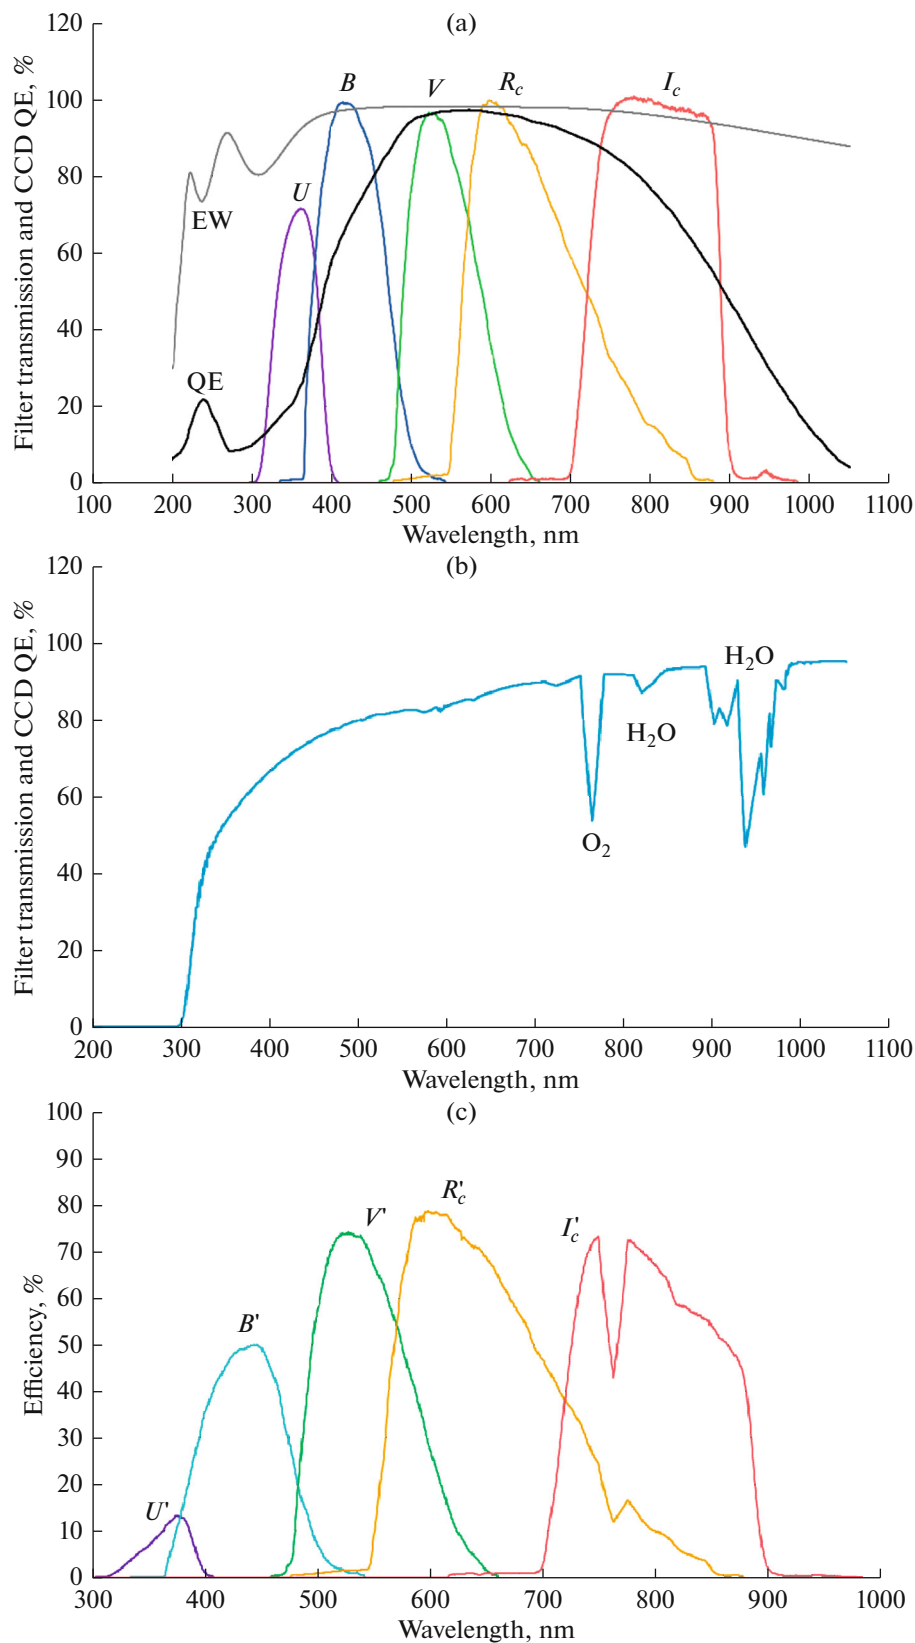 (a)
Filter transmission and CCD QE, %
120
100
80
60
40
20
0
B
V
R_c
I_c
U
EW
QE
100 200 300 400 500 600 700 800 900 1000 1100
Wavelength, nm
(b)
Filter transmission and CCD QE, %
120
100
80
60
40
20
0
H₂O
H₂O
O₂
200 300 400 500 600 700 800 900 1000 1100
Wavelength, nm
(c)
Efficiency, %
100
90
80
70
60
50
40
30
20
10
0
R'_c
V'
I'_c
B'
U'
300 400 500 600 700 800 900 1000
Wavelength, nm